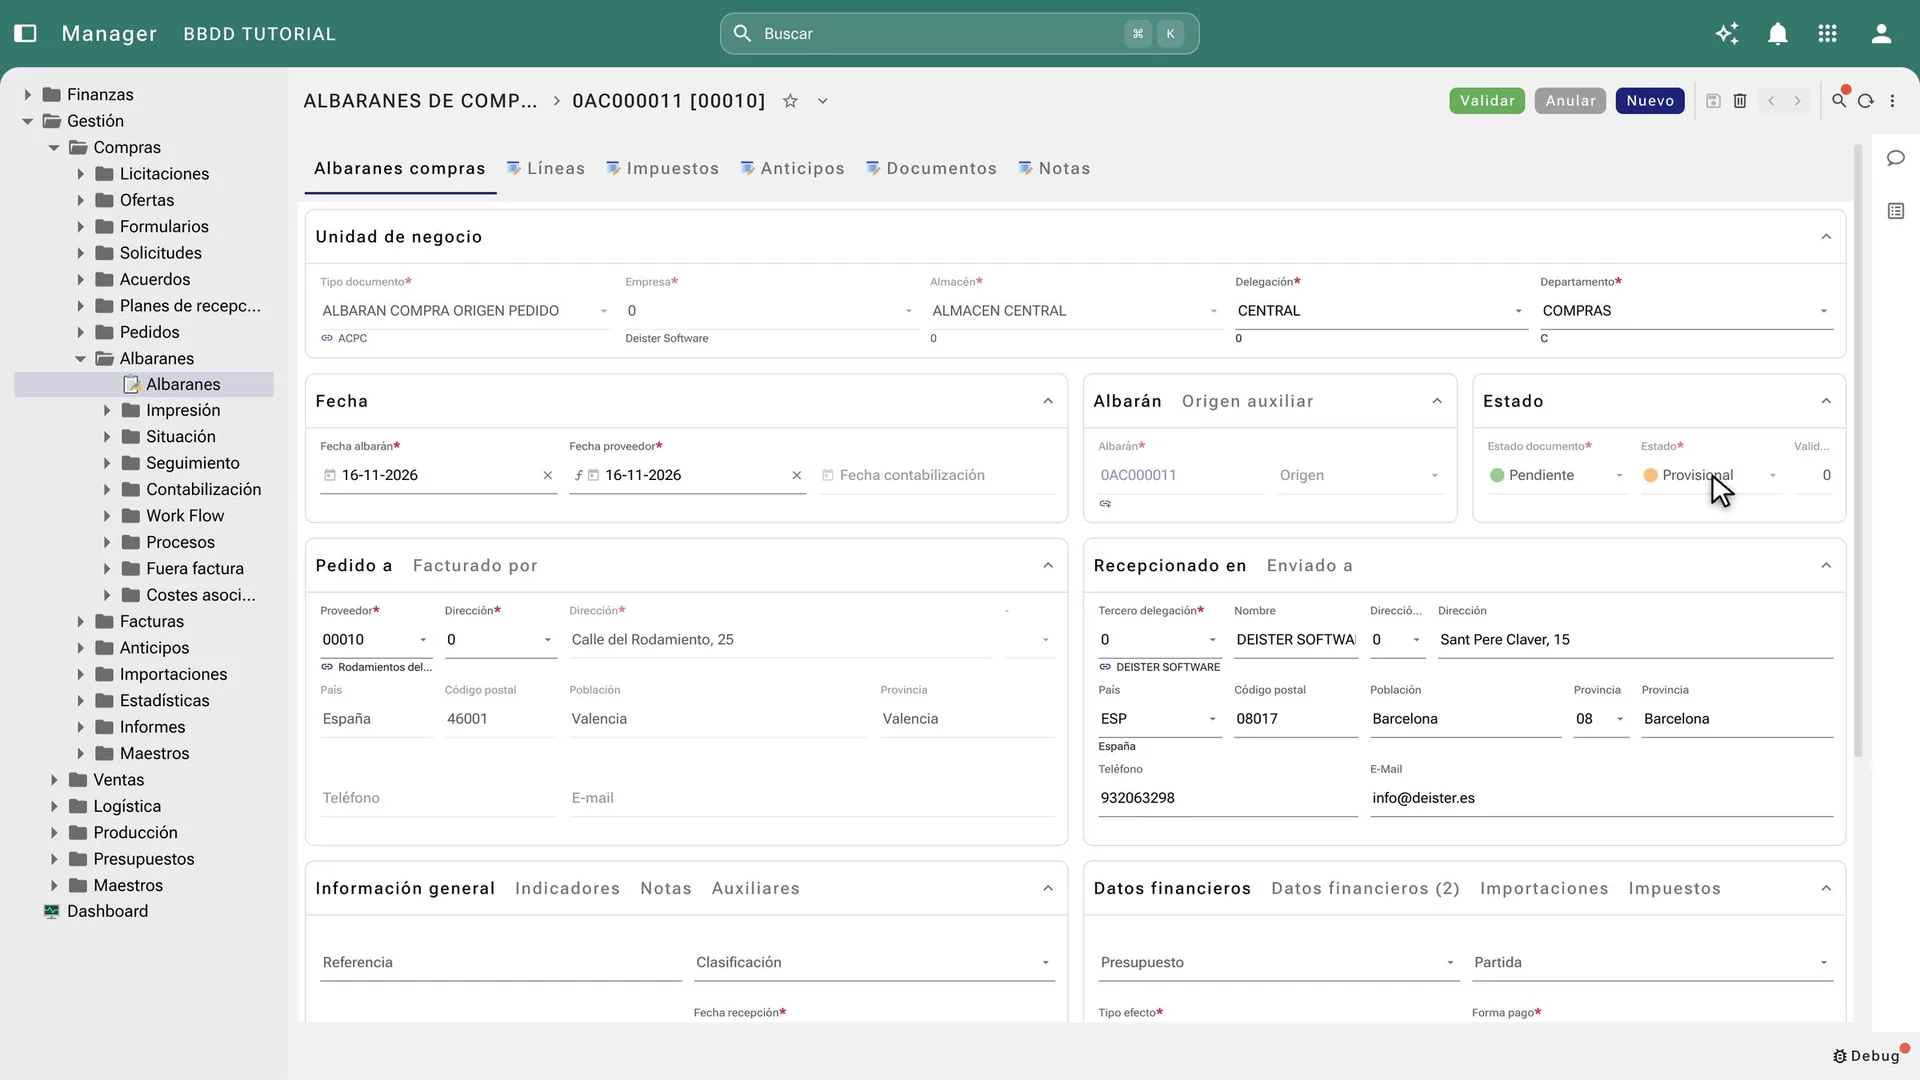 Manager BBDD TUTORIAL Buscar ⌘ K
Finanzas
Gestión
Compras
Licitaciones
Ofertas
Formularios
Solicitudes
Acuerdos
Planes de recepc...
Pedidos
Albaranes
Albaranes
Impresión
Situación
Seguimiento
Contabilización
Work Flow
Procesos
Fuera factura
Costes asoci...
Facturas
Anticipos
Importaciones
Estadísticas
Informes
Maestros
Ventas
Logística
Producción
Presupuestos
Maestros
Dashboard
ALBARANES DE COMP... > 0AC000011 [00010] Validar Anular Nuevo
Albaranes compras Líneas Impuestos Anticipos Documentos Notas
Unidad de negocio
Tipo documento* Empresa* Almacén* Delegación* Departamento*
ALBARAN COMPRA ORIGEN PEDIDO 0 ALMACEN CENTRAL CENTRAL COMPRAS
ACPC Deister Software 0 0 C
Fecha
Fecha albarán* Fecha proveedor*
16-11-2026 16-11-2026 Fecha contabilización
Albarán Origen auxiliar
Albarán*
0AC000011 Origen
Estado
Estado documento* Estado* Valid...
Pendiente Provisional 0
Pedido a Facturado por
Proveedor* Dirección* Dirección* -
00010 0 Calle del Rodamiento, 25
Rodamientos del...
País Código postal Población Provincia
España 46001 Valencia Valencia
Teléfono E-mail
Recepcionado en Enviado a
Tercero delegación* Nombre Direcció... Dirección
0 DEISTER SOFTWA 0 Sant Pere Claver, 15
DEISTER SOFTWARE
País Código postal Población Provincia Provincia
ESP 08017 Barcelona 08 Barcelona
España
Teléfono E-Mail
932063298 info@deister.es
Información general Indicadores Notas Auxiliares
Referencia Clasificación
Fecha recepción*
Datos financieros Datos financieros (2) Importaciones Impuestos
Presupuesto Partida
Tipo efecto* Forma pago*
Debug